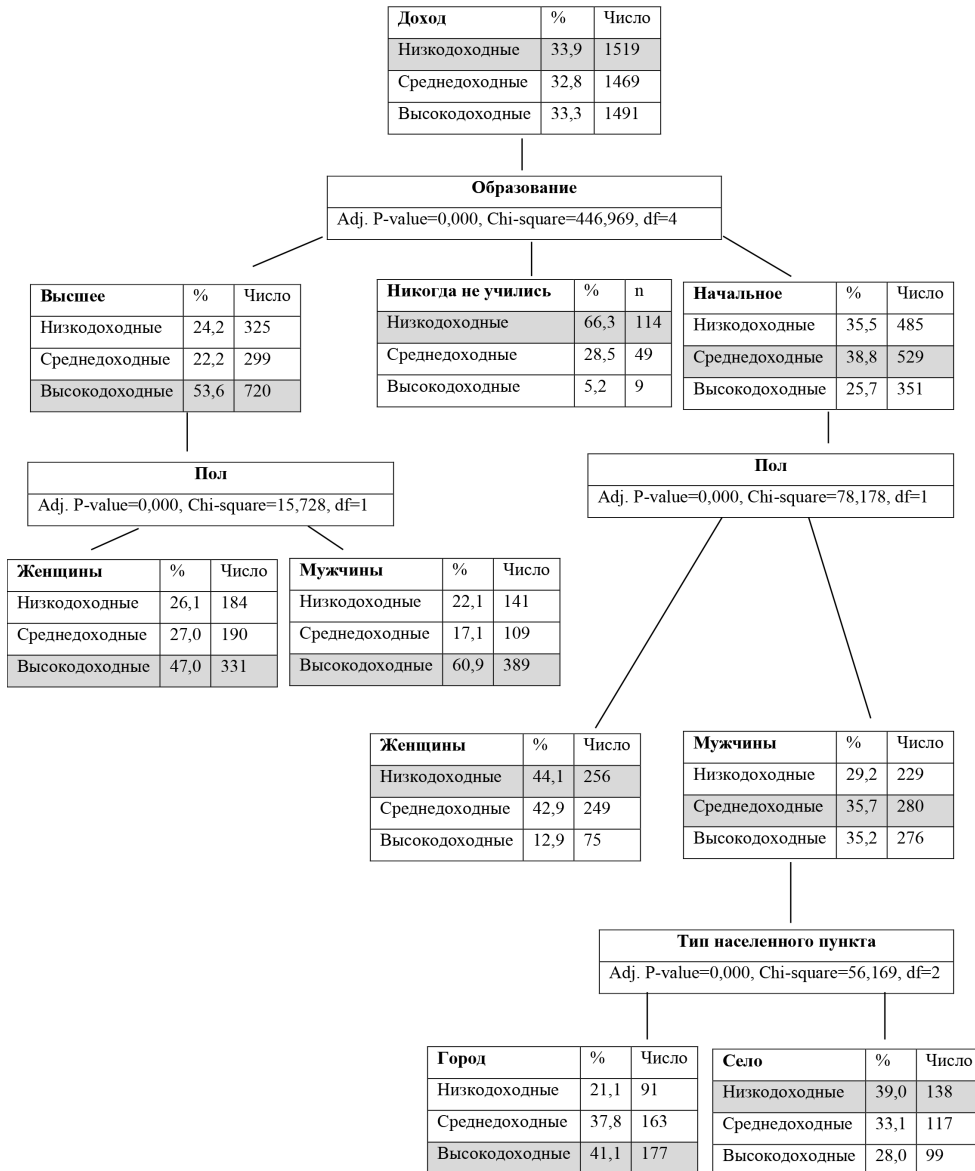 Доход % Число
Низкодоходные 33,9 1519
Среднедоходные 32,8 1469
Высокодоходные 33,3 1491
Образование
Adj. P-value=0,000, Chi-square=446,969, df=4
Высшее % Число
Низкодоходные 24,2 325
Среднедоходные 22,2 299
Высокодоходные 53,6 720
Никогда не учились % n
Низкодоходные 66,3 114
Среднедоходные 28,5 49
Высокодоходные 5,2 9
Начальное % Число
Низкодоходные 35,5 485
Среднедоходные 38,8 529
Высокодоходные 25,7 351
Пол
Adj. P-value=0,000, Chi-square=15,728, df=1
Пол
Adj. P-value=0,000, Chi-square=78,178, df=1
Женщины % Число
Низкодоходные 26,1 184
Среднедоходные 27,0 190
Высокодоходные 47,0 331
Мужчины % Число
Низкодоходные 22,1 141
Среднедоходные 17,1 109
Высокодоходные 60,9 389
Женщины % Число
Низкодоходные 44,1 256
Среднедоходные 42,9 249
Высокодоходные 12,9 75
Мужчины % Число
Низкодоходные 29,2 229
Среднедоходные 35,7 280
Высокодоходные 35,2 276
Тип населенного пункта
Adj. P-value=0,000, Chi-square=56,169, df=2
Город % Число
Низкодоходные 21,1 91
Среднедоходные 37,8 163
Высокодоходные 41,1 177
Село % Число
Низкодоходные 39,0 138
Среднедоходные 33,1 117
Высокодоходные 28,0 99